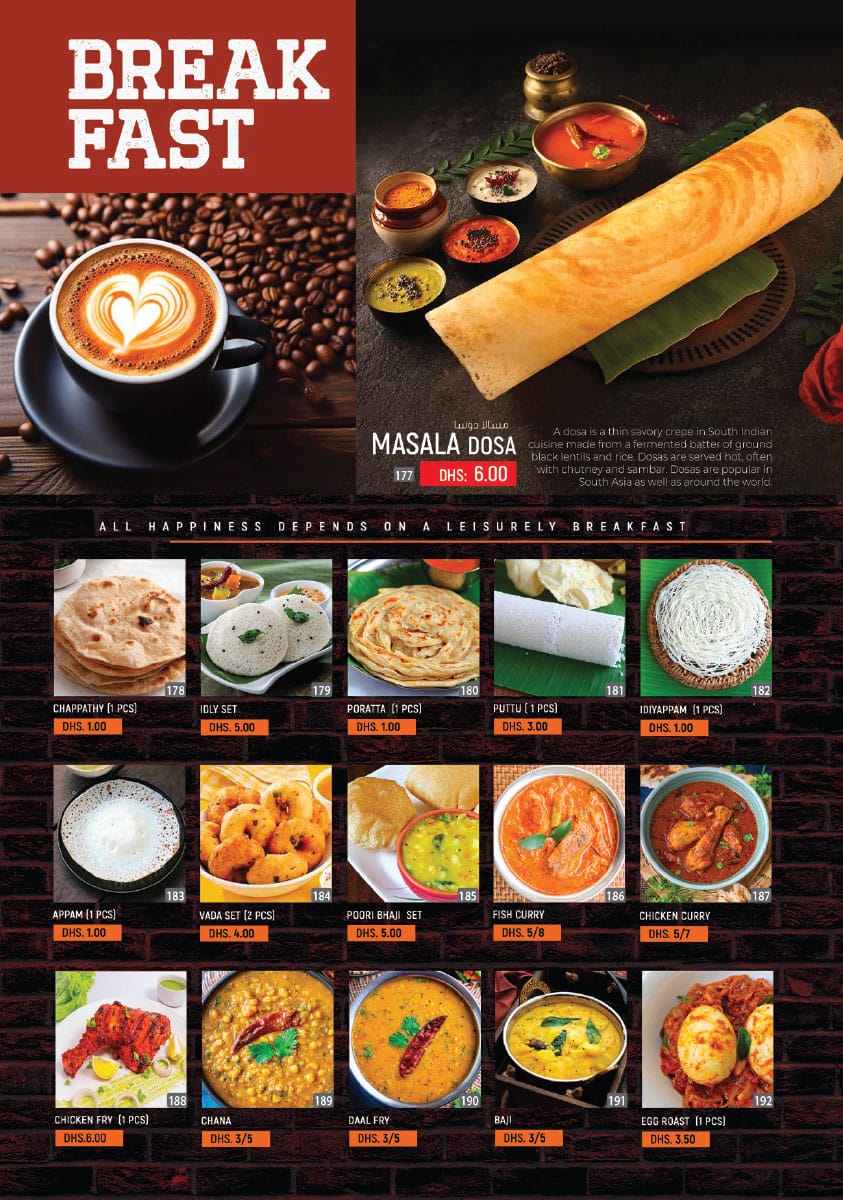 BREAK
FAST
مسالا دوسا
MASALA DOSA
177 DHS: 6.00
A dosa is a thin savory crepe in South Indian
cuisine made from a fermented batter of ground
black lentils and rice. Dosas are served hot, often
with chutney and sambar. Dosas are popular in
South Asia as well as around the world.
ALL HAPPINESS DEPENDS ON A LEISURELY BREAKFAST
178
CHAPPATHY (1 PCS)
DHS. 1.00
179
IDLY SET
DHS. 5.00
180
PORATTA (1 PCS)
DHS. 1.00
181
PUTTU ( 1 PCS)
DHS. 3.00
182
IDIYAPPAM (1 PCS)
DHS. 1.00
183
APPAM (1 PCS)
DHS. 1.00
184
VADA SET (2 PCS)
DHS. 4.00
185
POORI BHAJI SET
DHS. 5.00
186
FISH CURRY
DHS. 5/8
187
CHICKEN CURRY
DHS. 5/7
188
CHICKEN FRY (1 PCS)
DHS.6.00
189
CHANA
DHS. 3/5
190
DAAL FRY
DHS. 3/5
191
BAJI
DHS. 3/5
192
EGG ROAST (1 PCS)
DHS. 3.50